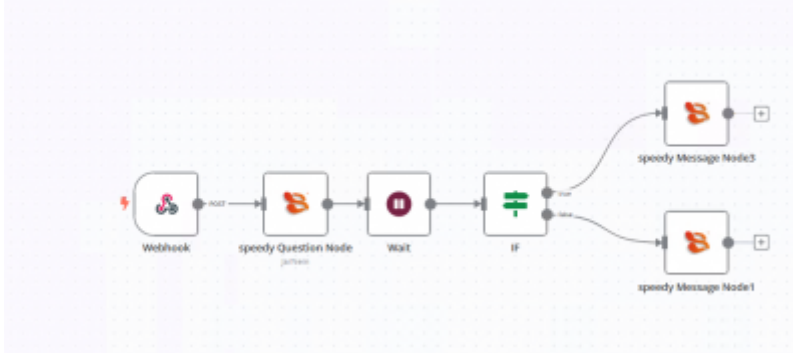 speedy Message Node3
POST
true
false
Webhook
speedy Question Node
Wait
IF
speedy Message Node1